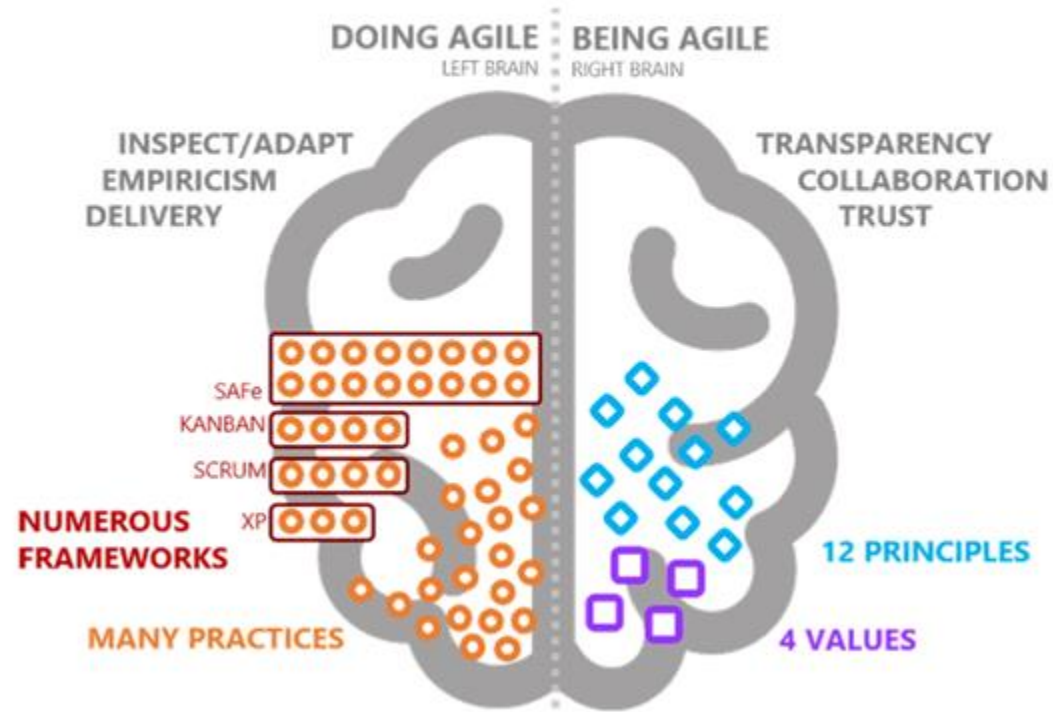 DOING AGILE
LEFT BRAIN
BEING AGILE
RIGHT BRAIN
INSPECT/ADAPT
EMPIRICISM
DELIVERY
TRANSPARENCY
COLLABORATION
TRUST
SAFe
KANBAN
SCRUM
XP
NUMEROUS
FRAMEWORKS
MANY PRACTICES
12 PRINCIPLES
4 VALUES